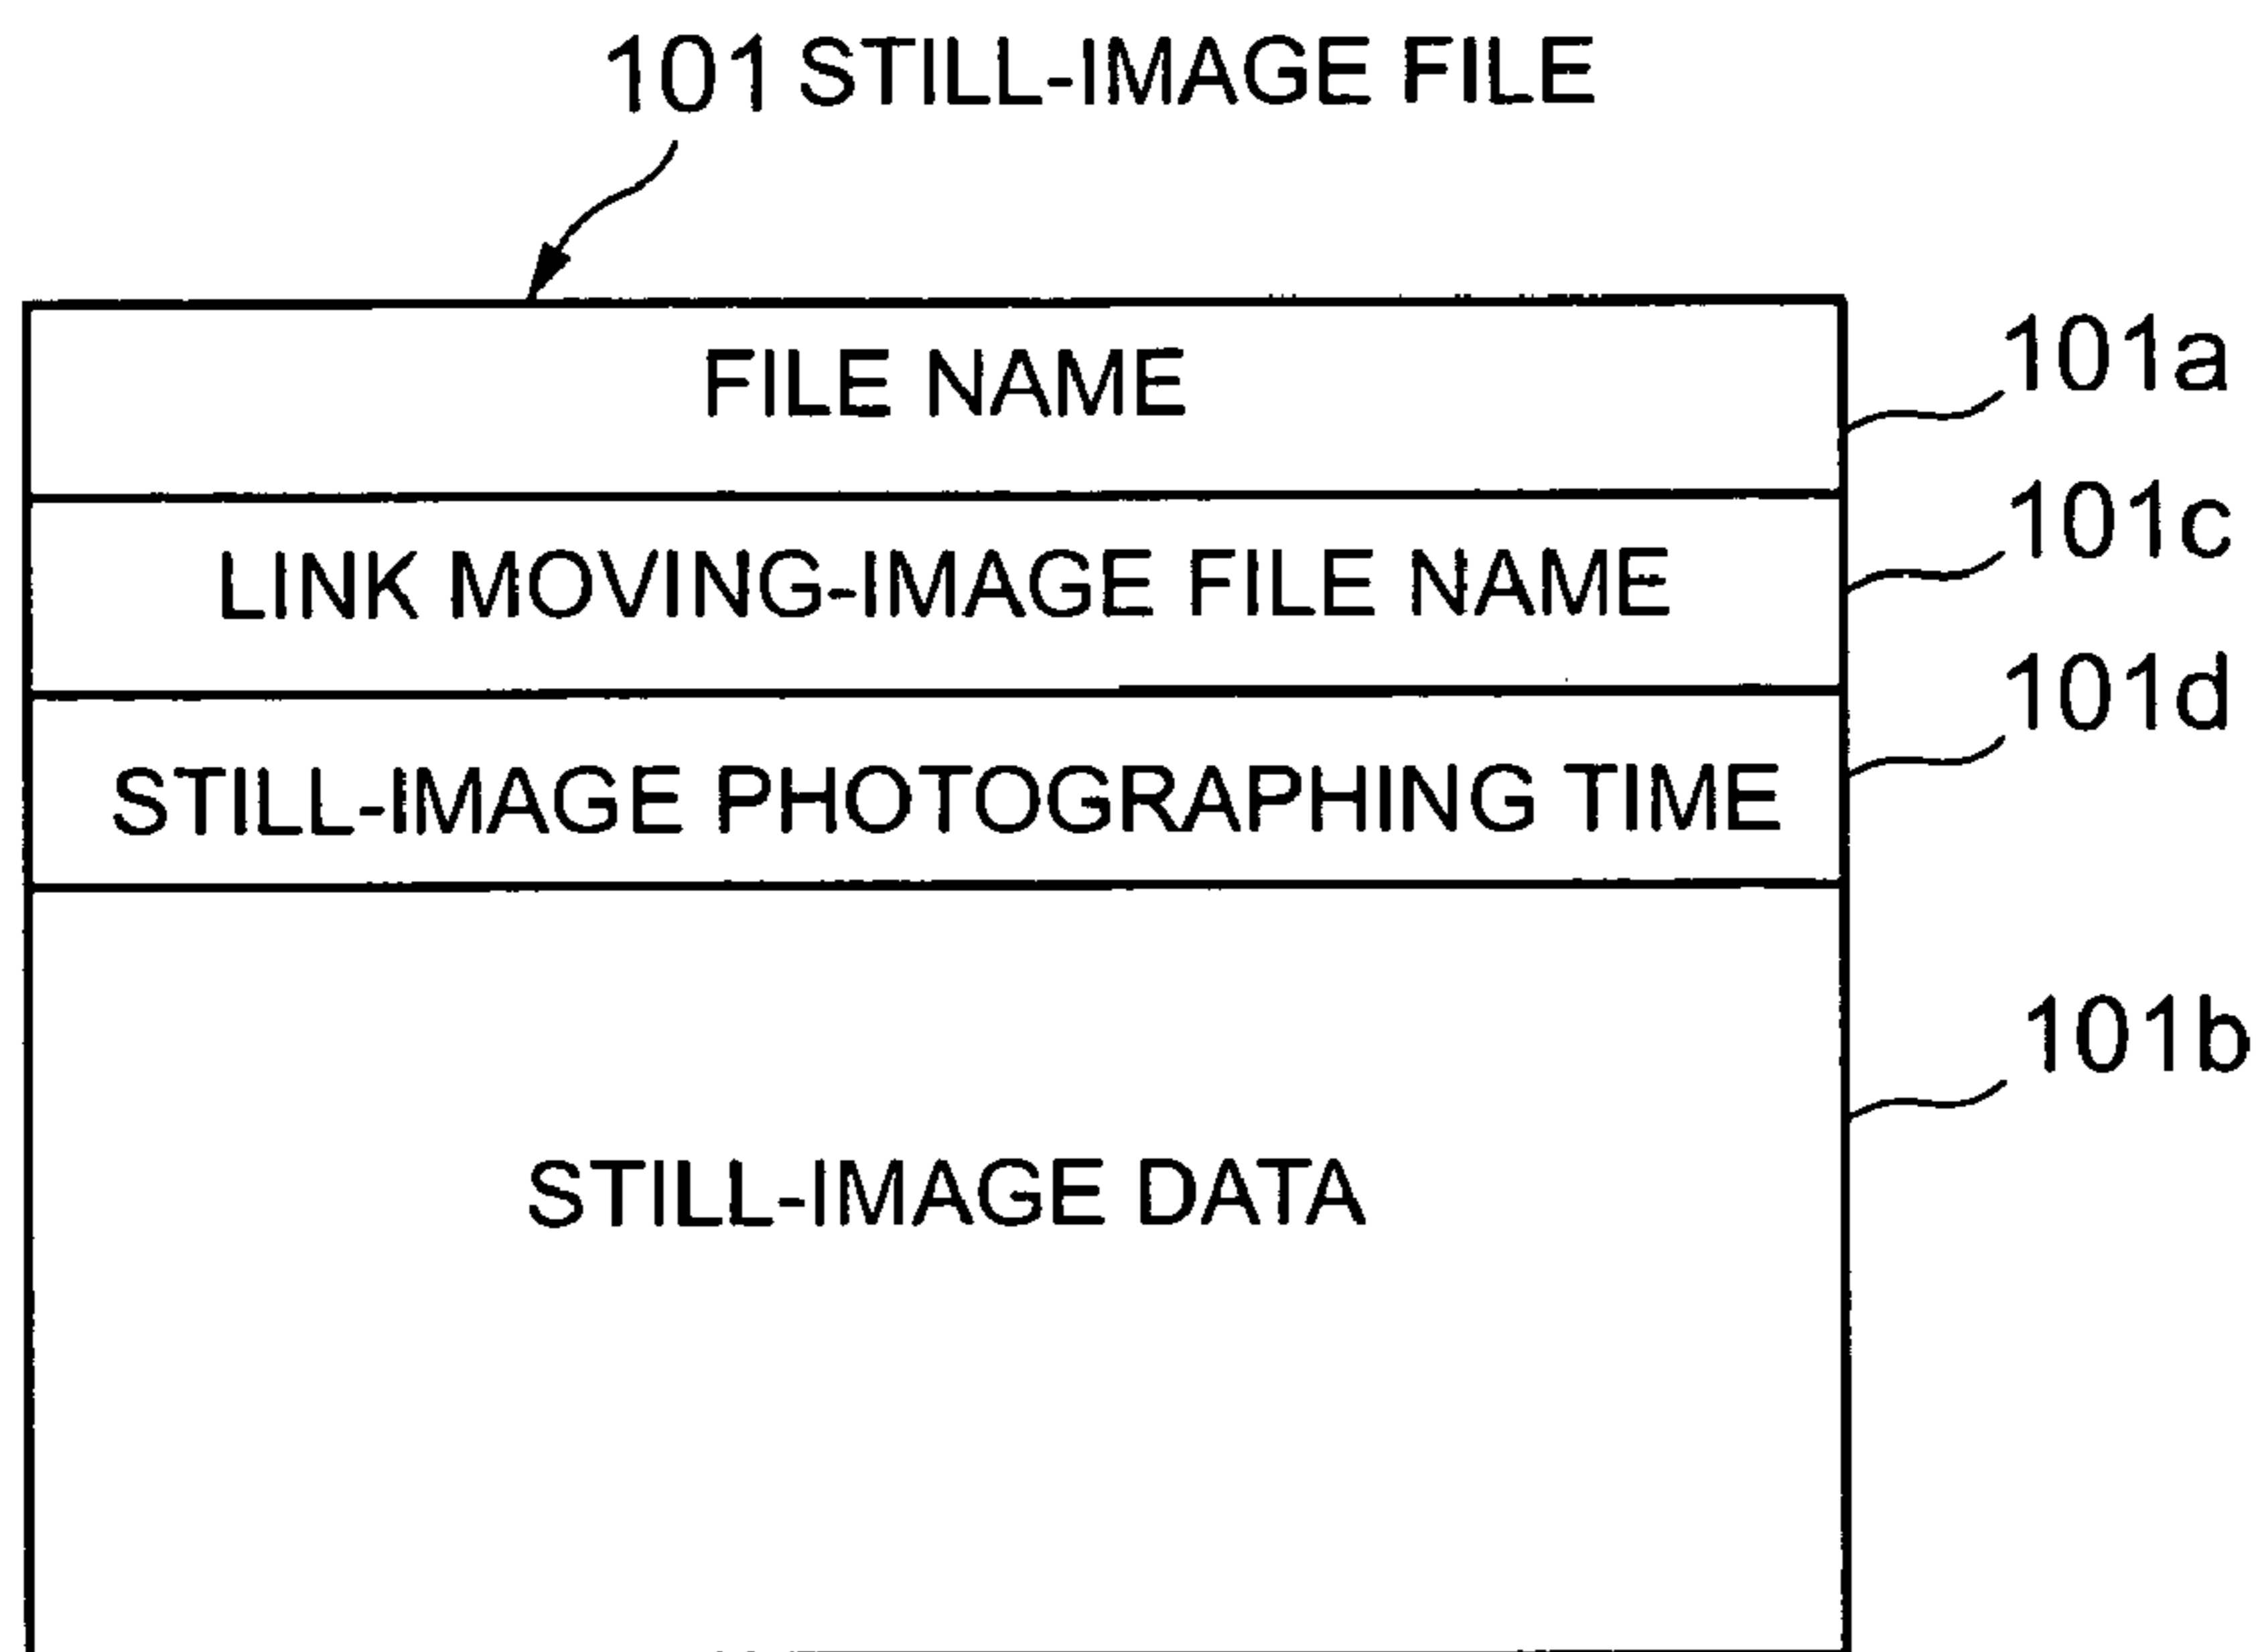 101 STILL-IMAGE FILE
FILE NAME
101a
LINK MOVING-IMAGE FILE NAME
101c
STILL-IMAGE PHOTOGRAPHING TIME
101d
STILL-IMAGE DATA
101b